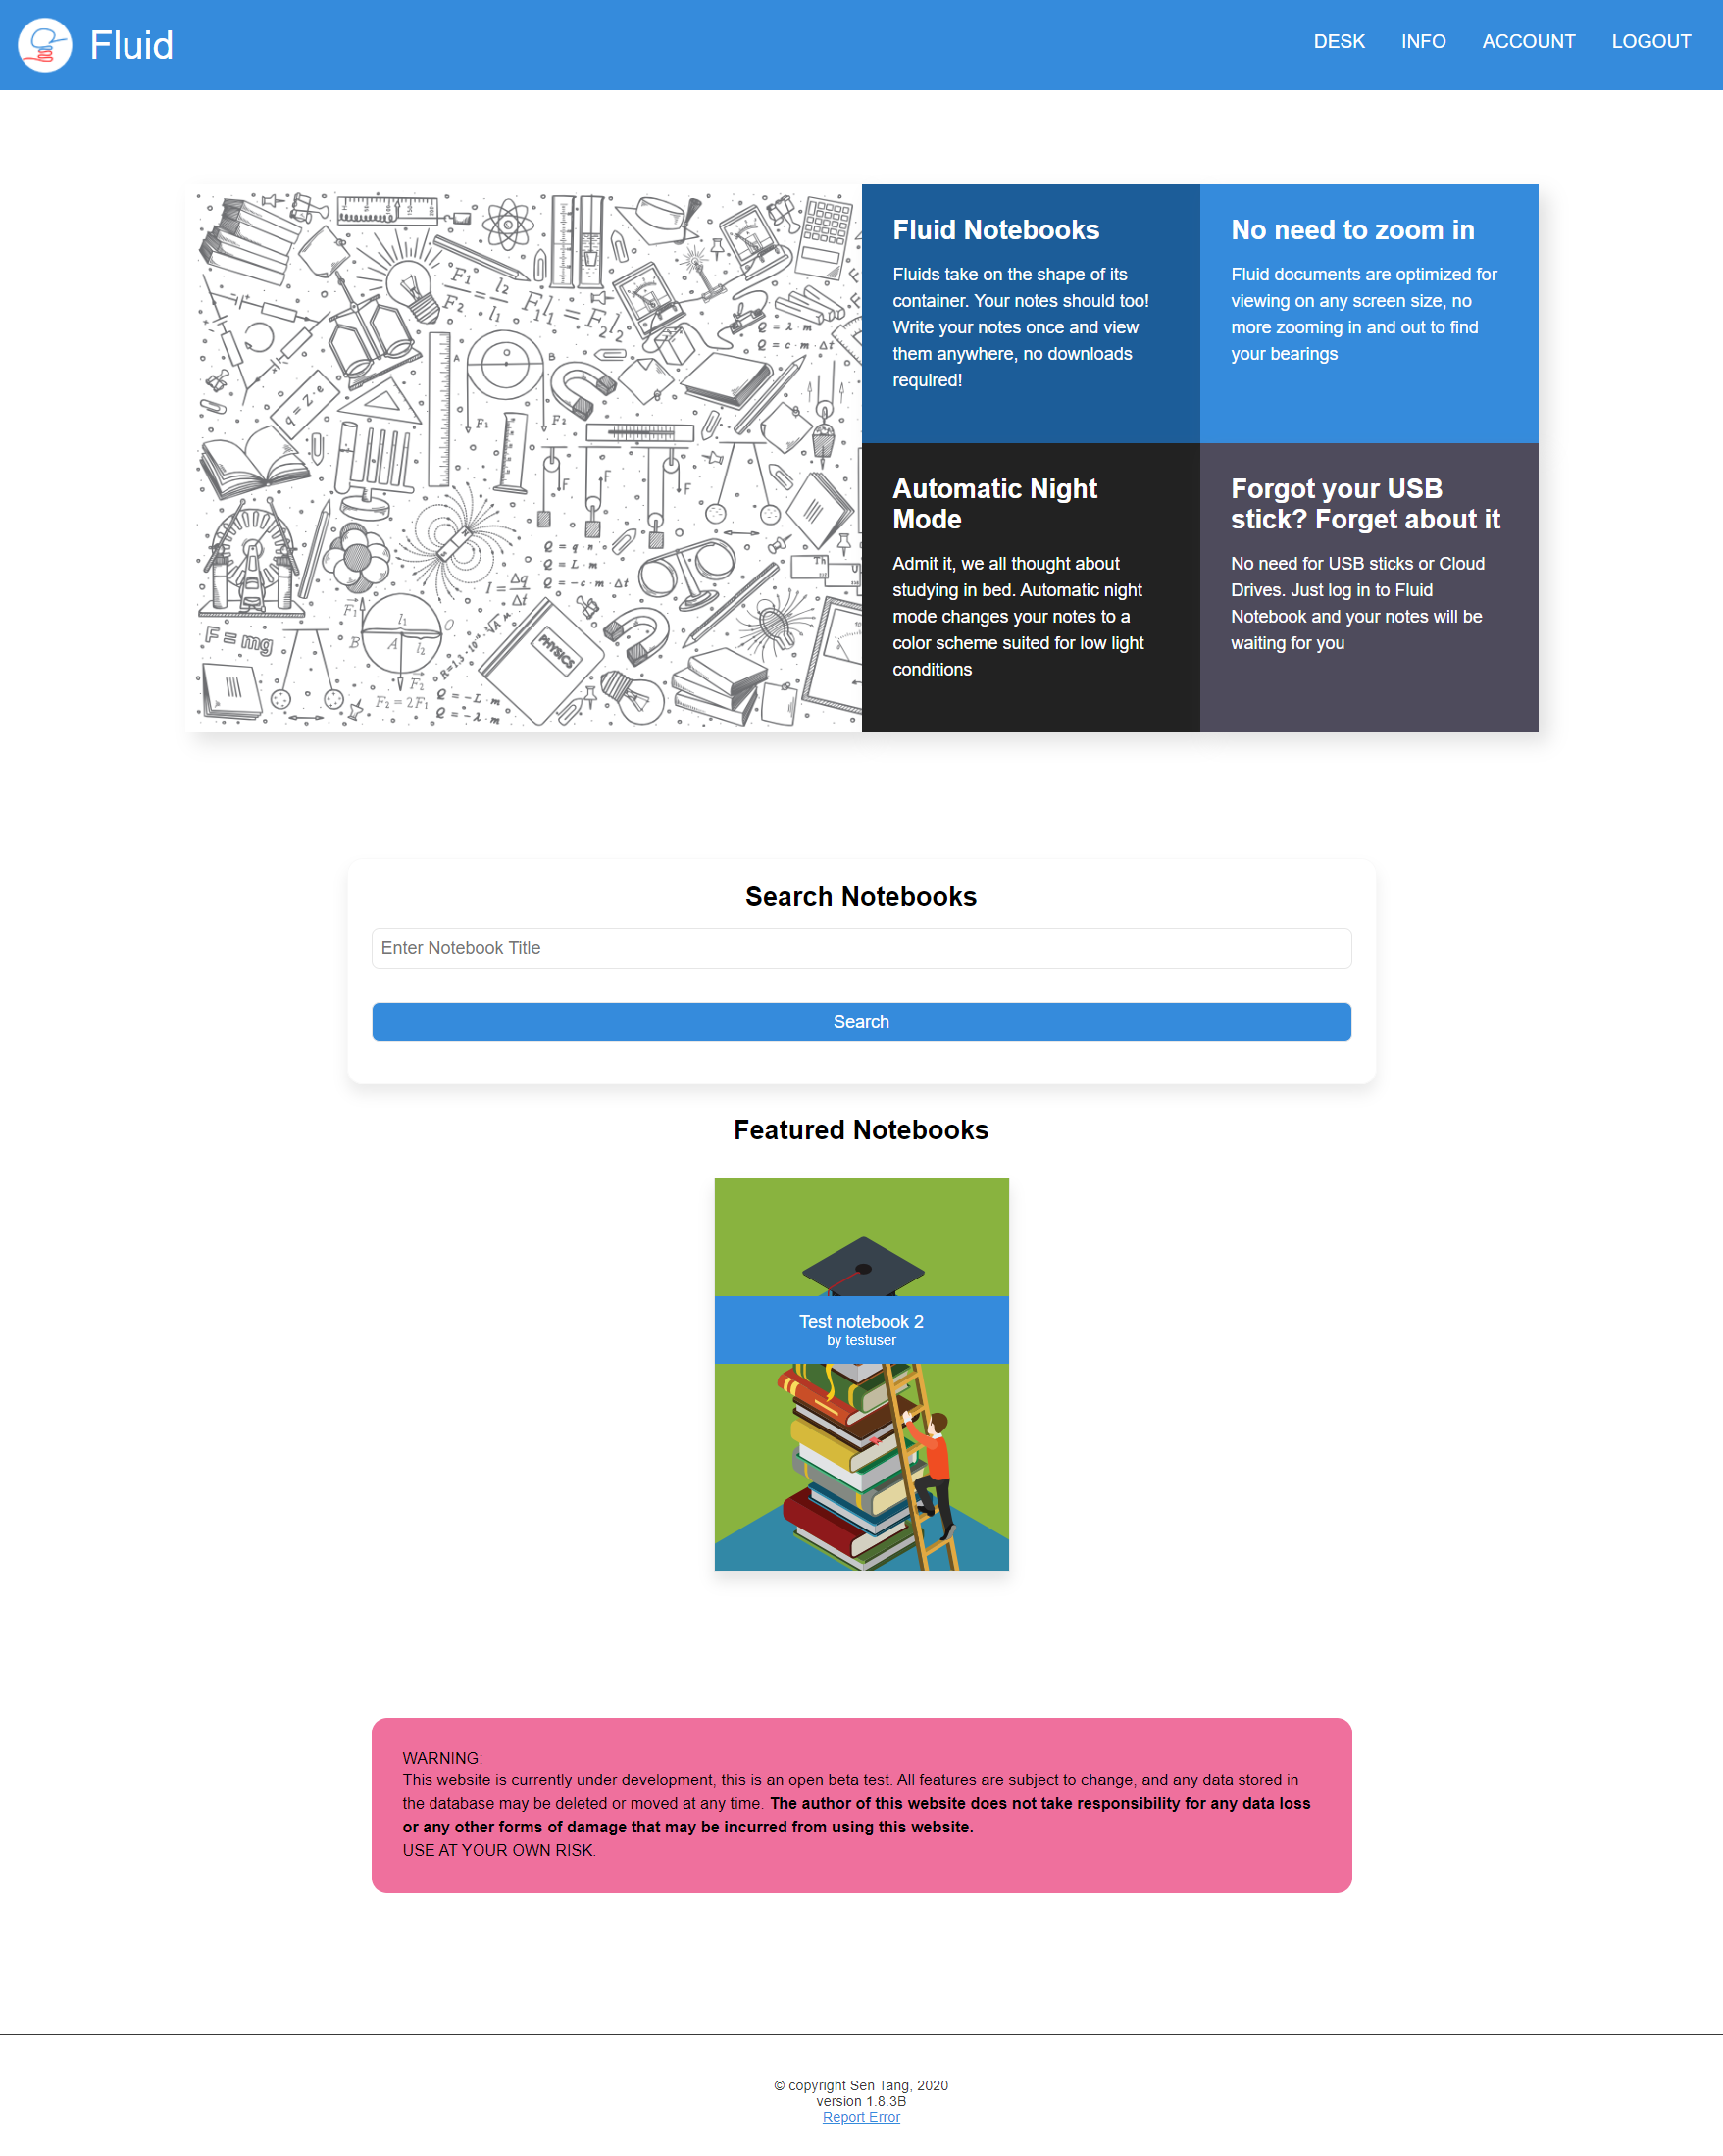 Fluid
DESK INFO ACCOUNT LOGOUT
Fluid Notebooks
Fluids take on the shape of its
container. Your notes should too!
Write your notes once and view
them anywhere, no downloads
required!
No need to zoom in
Fluid documents are optimized for
viewing on any screen size, no
more zooming in and out to find
your bearings
Automatic Night
Mode
Admit it, we all thought about
studying in bed. Automatic night
mode changes your notes to a
color scheme suited for low light
conditions
Forgot your USB
stick? Forget about it
No need for USB sticks or Cloud
Drives. Just log in to Fluid
Notebook and your notes will be
waiting for you
F = mg
PHYSICS
Search Notebooks
Enter Notebook Title
Search
Featured Notebooks
Test notebook 2
by testuser
WARNING:
This website is currently under development, this is an open beta test. All features are subject to change, and any data stored in
the database may be deleted or moved at any time. The author of this website does not take responsibility for any data loss
or any other forms of damage that may be incurred from using this website.
USE AT YOUR OWN RISK.
© copyright Sen Tang, 2020
version 1.8.3B
Report Error